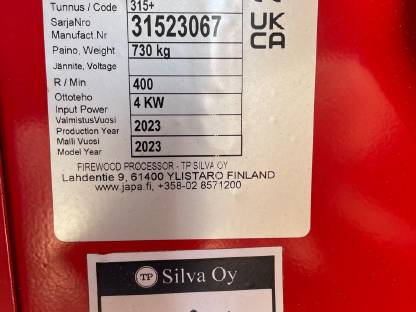 Tunnus / Code 315+
SarjaNro
Manufact.Nr 31523067
Paino, Weight 730 kg
Jännite, Voltage
R / Min 400
Ottoteho
Input Power 4 KW
ValmistusVuosi
Production Year 2023
Malli Vuosi
Model Year 2023
UK
CA
FIREWOOD PROCESSOR - TP SILVA OY
Lahdentie 9, 61400 YLISTARO FINLAND
www.japa.fi, +358-02 8571200
TP Silva Oy